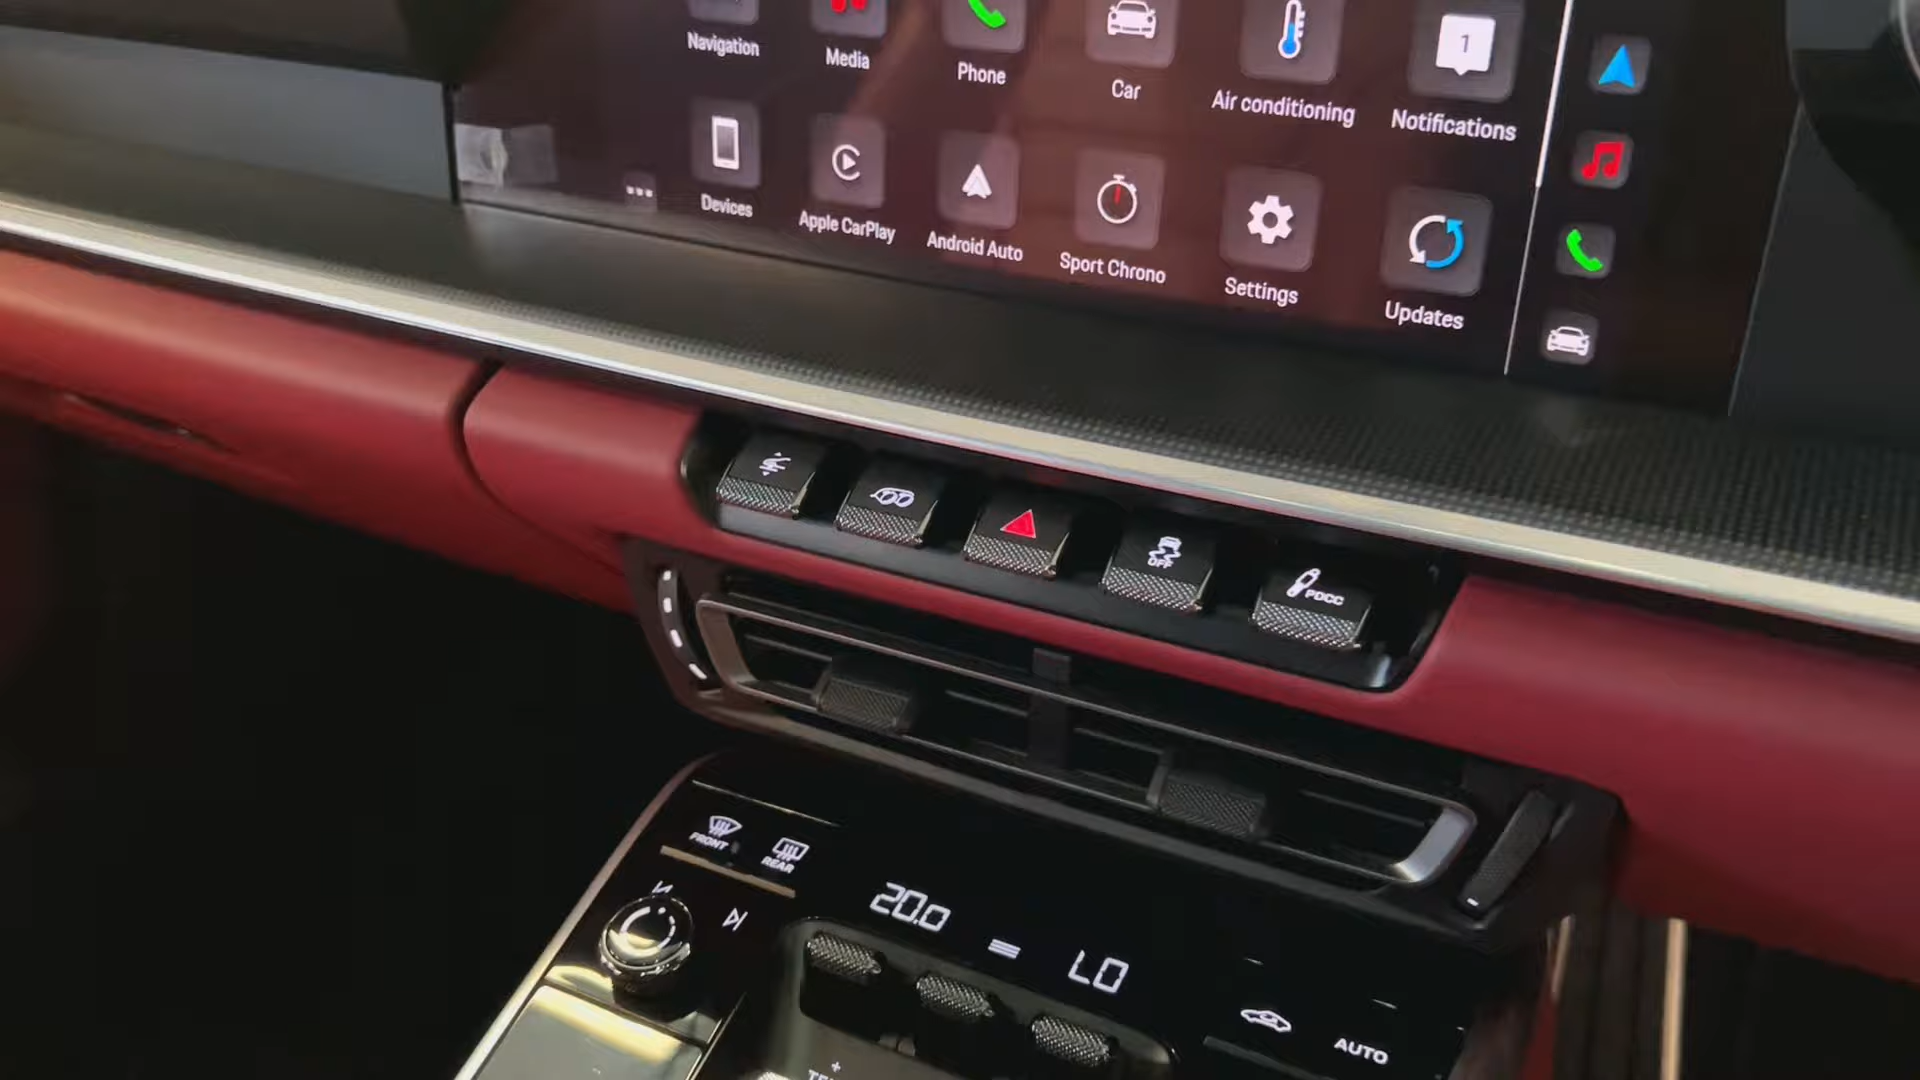 Navigation
Media
Phone
Car
Air conditioning
Notifications
1
Devices
Apple CarPlay
Android Auto
Sport Chrono
Settings
Updates
OFF
PDCC
FRONT
REAR
20.0
LO
AUTO